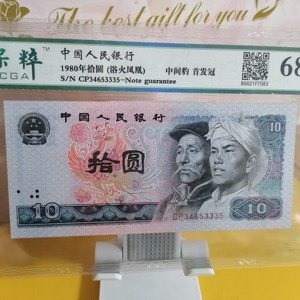 The best gift for you
保粹
CCGA
中国人民银行
1980年拾圆 (浴火凤凰) 中间豹 首发冠
S/N CP34653335-Note guarantee
68
中国人民银行
10
拾圆
CP34653335
10
10